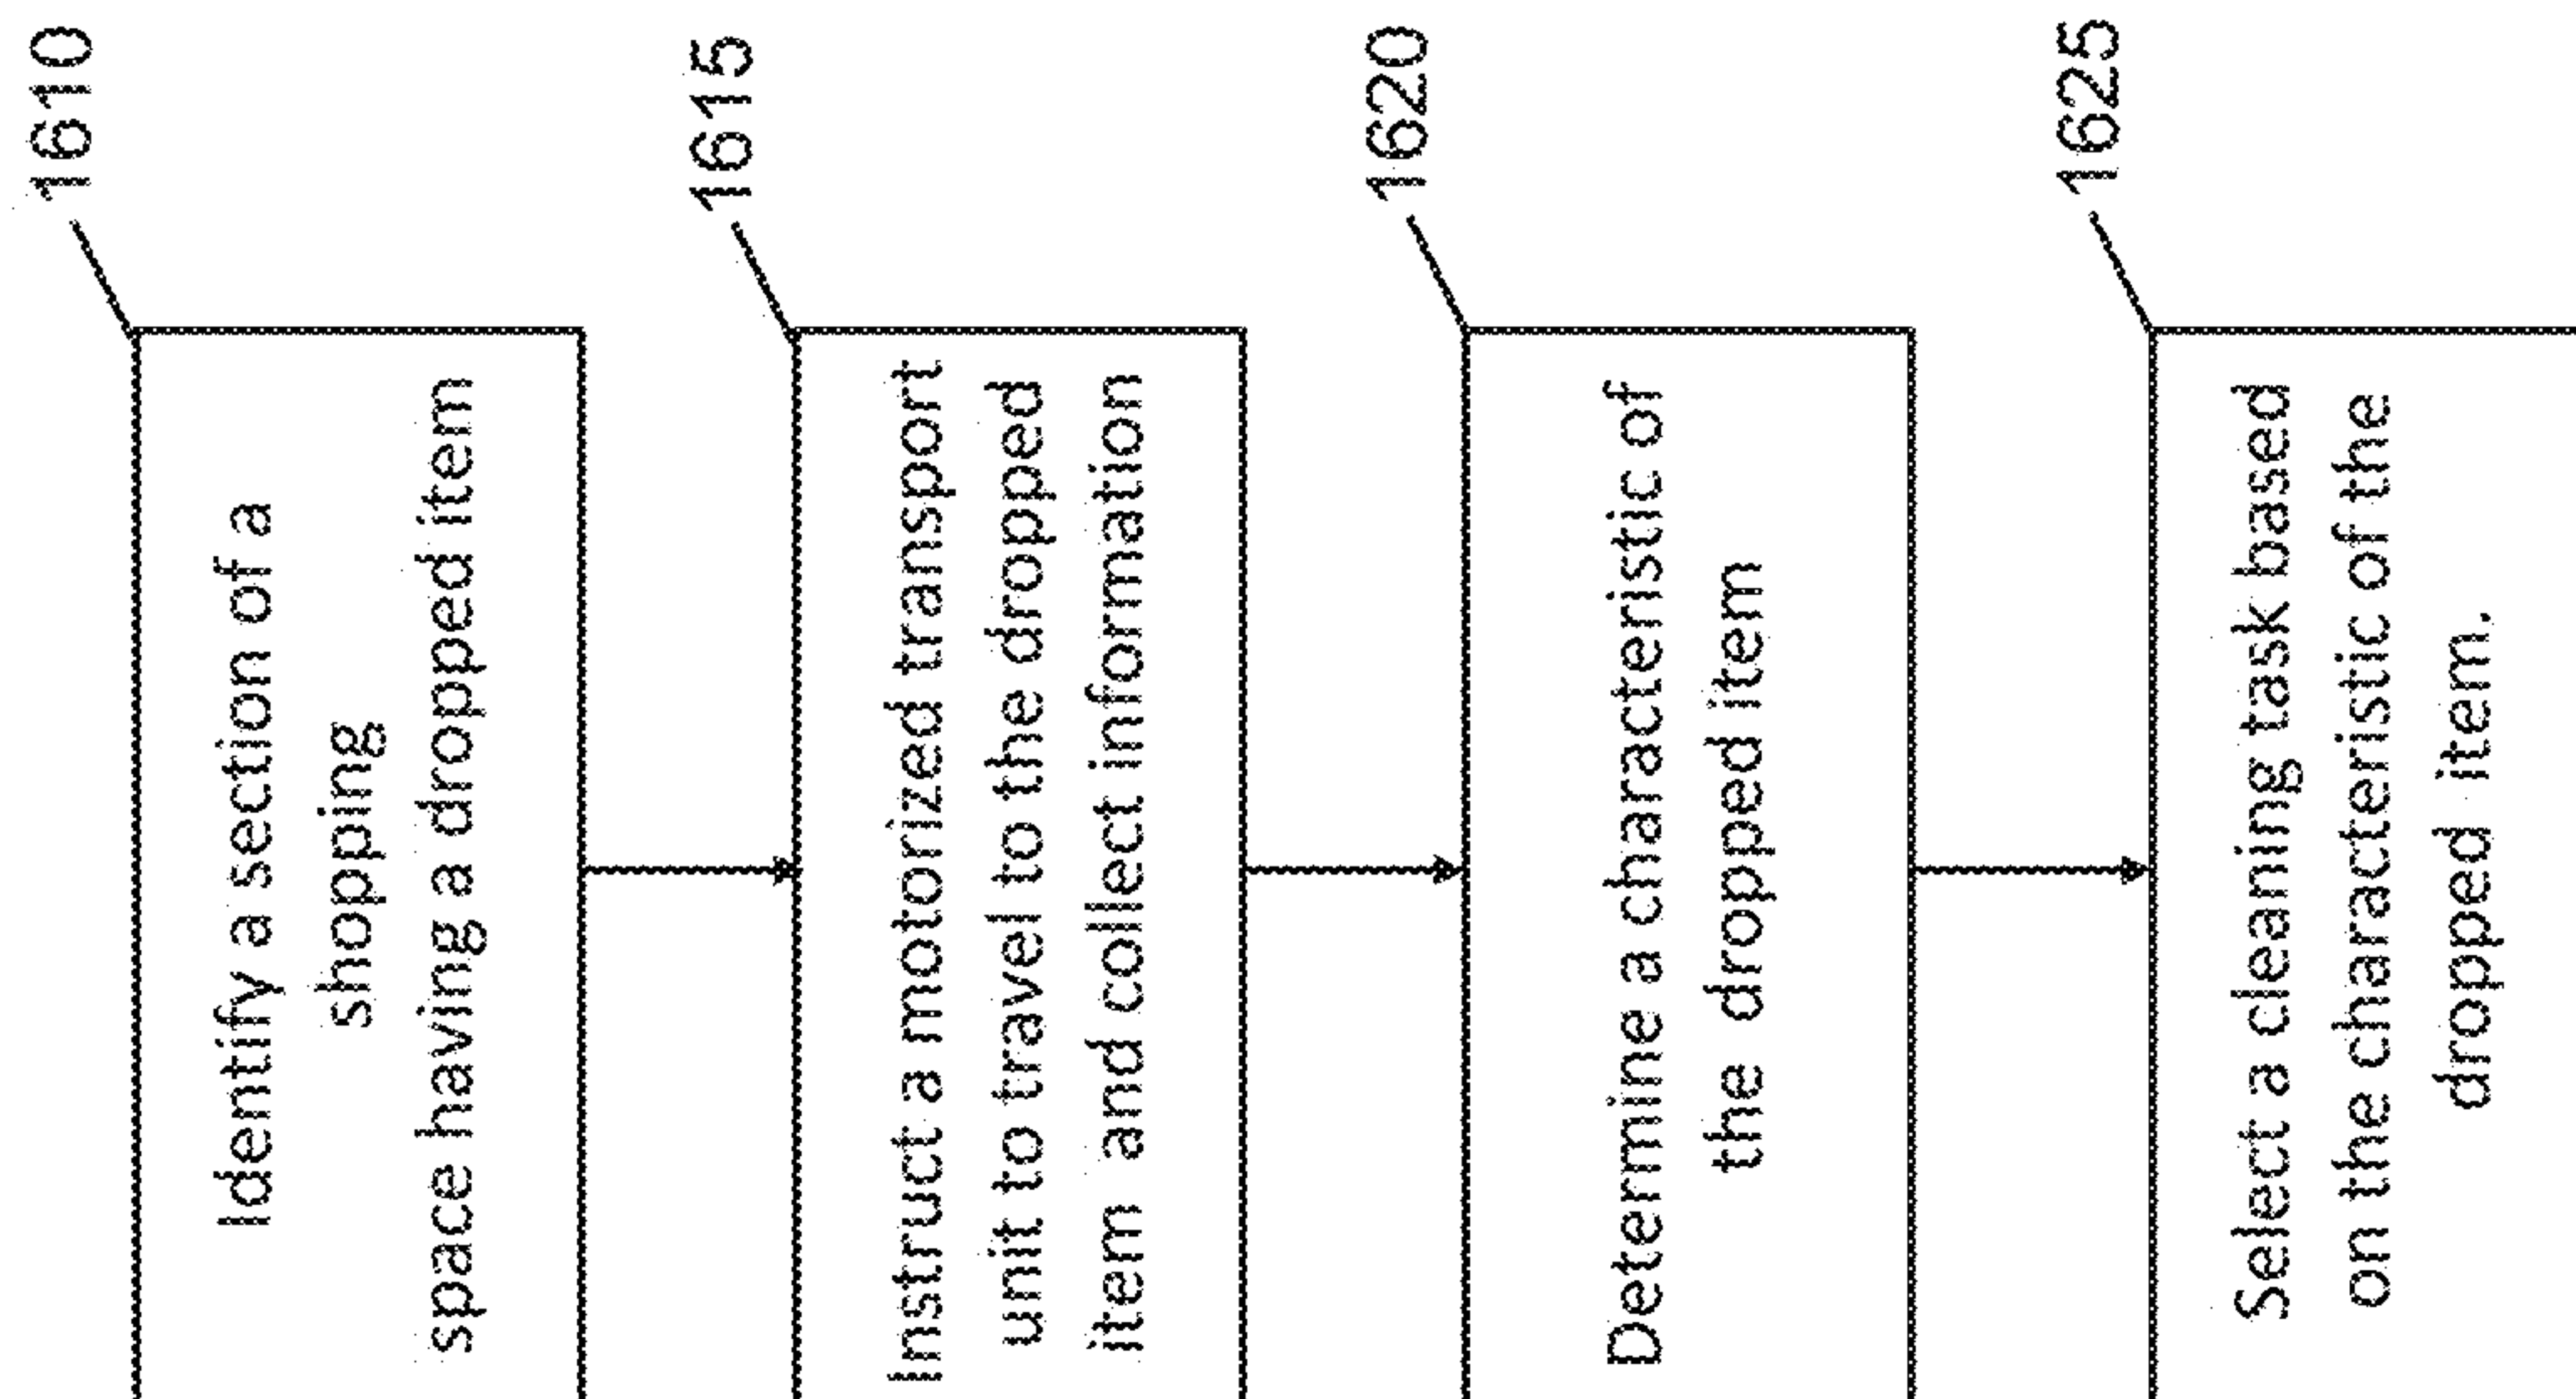 1610
Identify a section of a
shopping
space having a dropped item
1615
Instruct a motorized transport
unit to travel to the dropped
item and collect information
1620
Determine a characteristic of
the dropped item
1625
Select a cleaning task based
on the characteristic of the
dropped item.